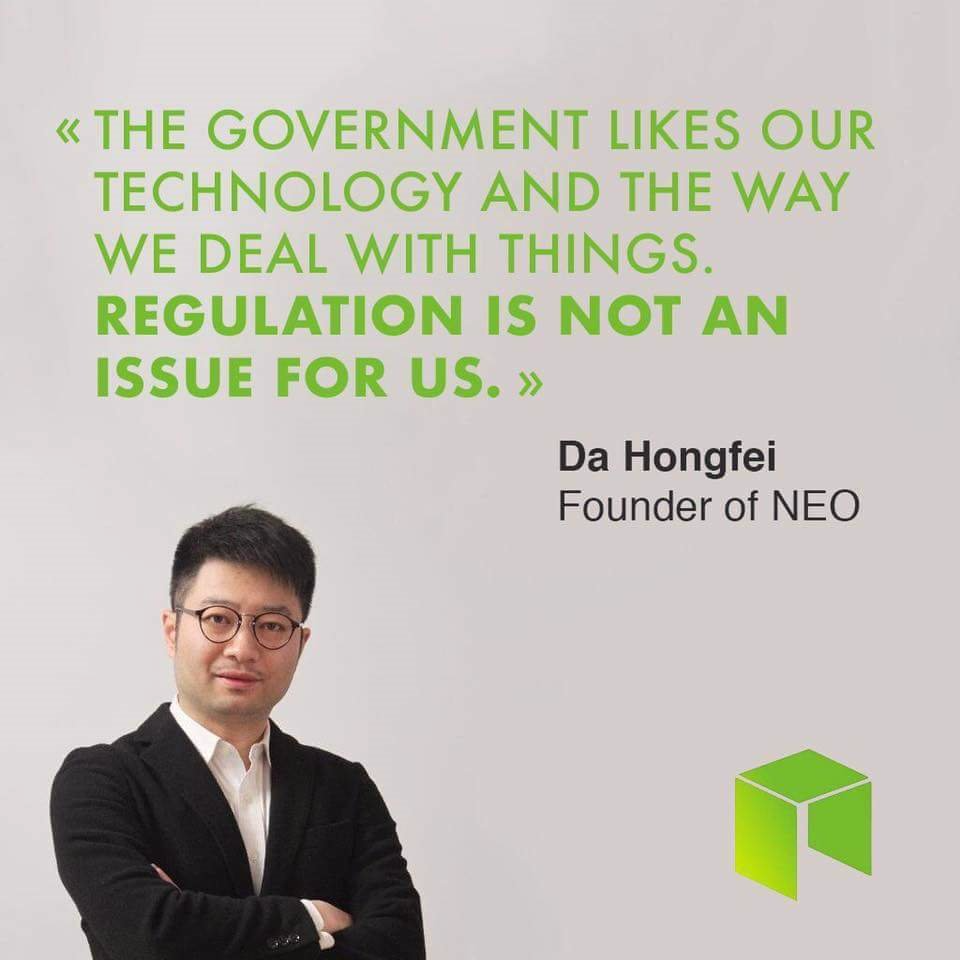 « THE GOVERNMENT LIKES OUR
TECHNOLOGY AND THE WAY
WE DEAL WITH THINGS.
REGULATION IS NOT AN
ISSUE FOR US. »
Da Hongfei
Founder of NEO